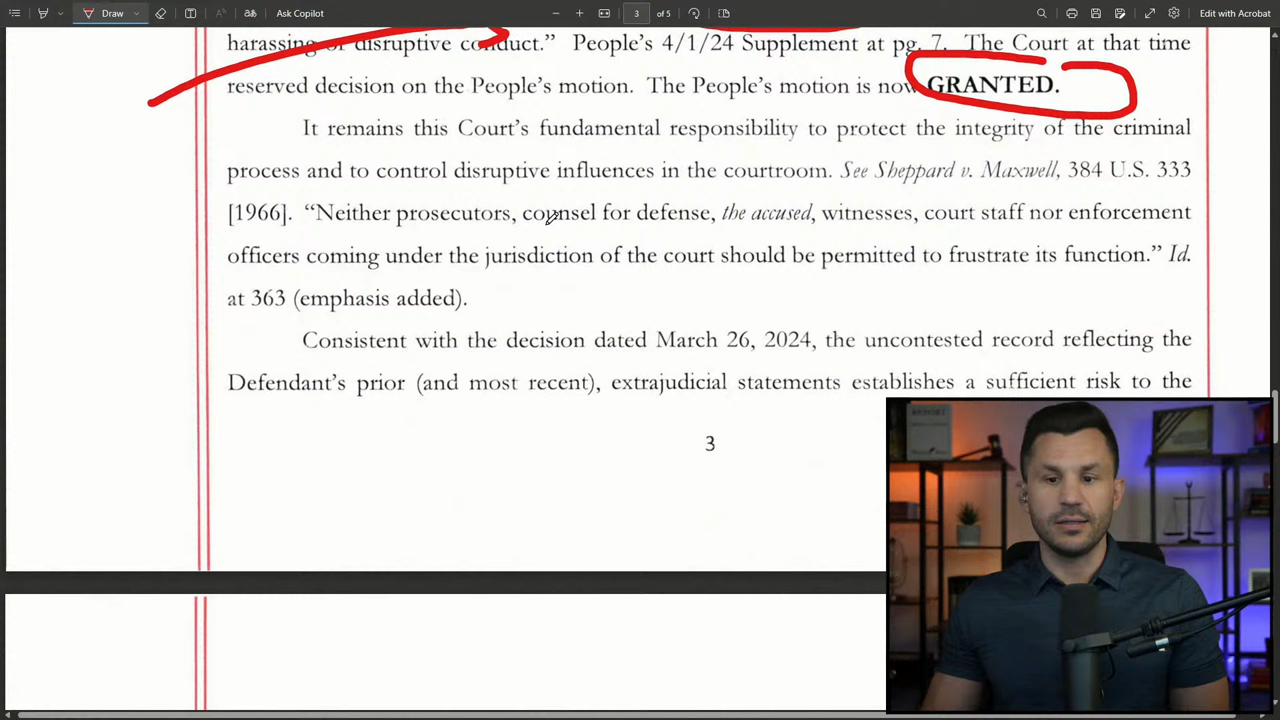 Draw
Ask Copilot
3
of 5
Edit with Acrobat
harassing or disruptive conduct.” People’s 4/1/24 Supplement at pg. 7. The Court at that time
reserved decision on the People’s motion. The People’s motion is now GRANTED.
It remains this Court’s fundamental responsibility to protect the integrity of the criminal
process and to control disruptive influences in the courtroom. See Sheppard v. Maxwell, 384 U.S. 333
[1966]. “Neither prosecutors, counsel for defense, the accused, witnesses, court staff nor enforcement
officers coming under the jurisdiction of the court should be permitted to frustrate its function.” Id.
at 363 (emphasis added).
Consistent with the decision dated March 26, 2024, the uncontested record reflecting the
Defendant’s prior (and most recent), extrajudicial statements establishes a sufficient risk to the
3